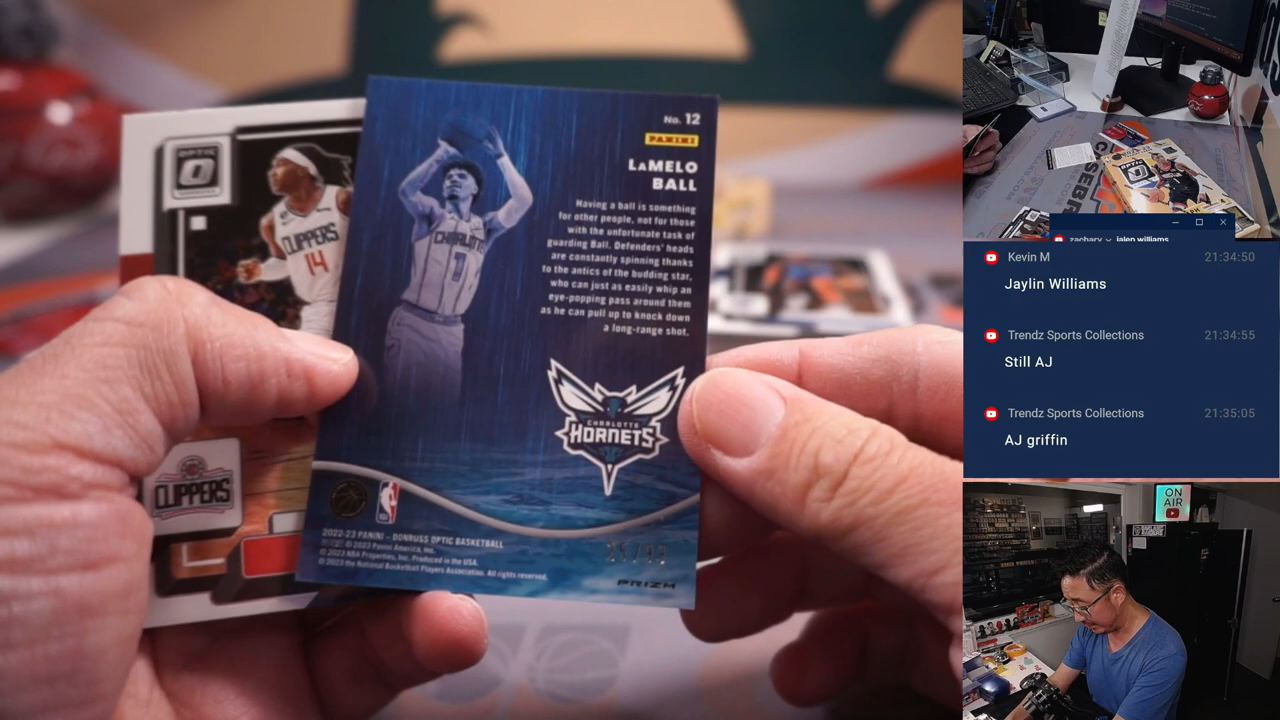 OPTIC
CLIPPERS
14
CLIPPERS
No. 12
PANINI
LAMELO
BALL
Having a ball is something
for other people, not for those
with the unfortunate task of
guarding Ball. Defenders' heads
are constantly spinning thanks
to the antics of the budding star,
who can just as easily whip an
eye-popping pass around them
as he can pull up to knock down
a long-range shot.
CHARLOTTE
1
CHARLOTTE
HORNETS
NBA
2022-23 PANINI – DONRUSS OPTIC BASKETBALL
© 2023 Panini America, Inc.
© 2023 NBA Properties, Inc. Produced in the USA.
© 2023 the National Basketball Players Association. All rights reserved.
PRIZM
OPTIC
zachary
jalen williams
Kevin M
21:34:50
Jaylin Williams
Trendz Sports Collections
21:34:55
Still AJ
Trendz Sports Collections
21:35:05
AJ griffin
ON
AIR